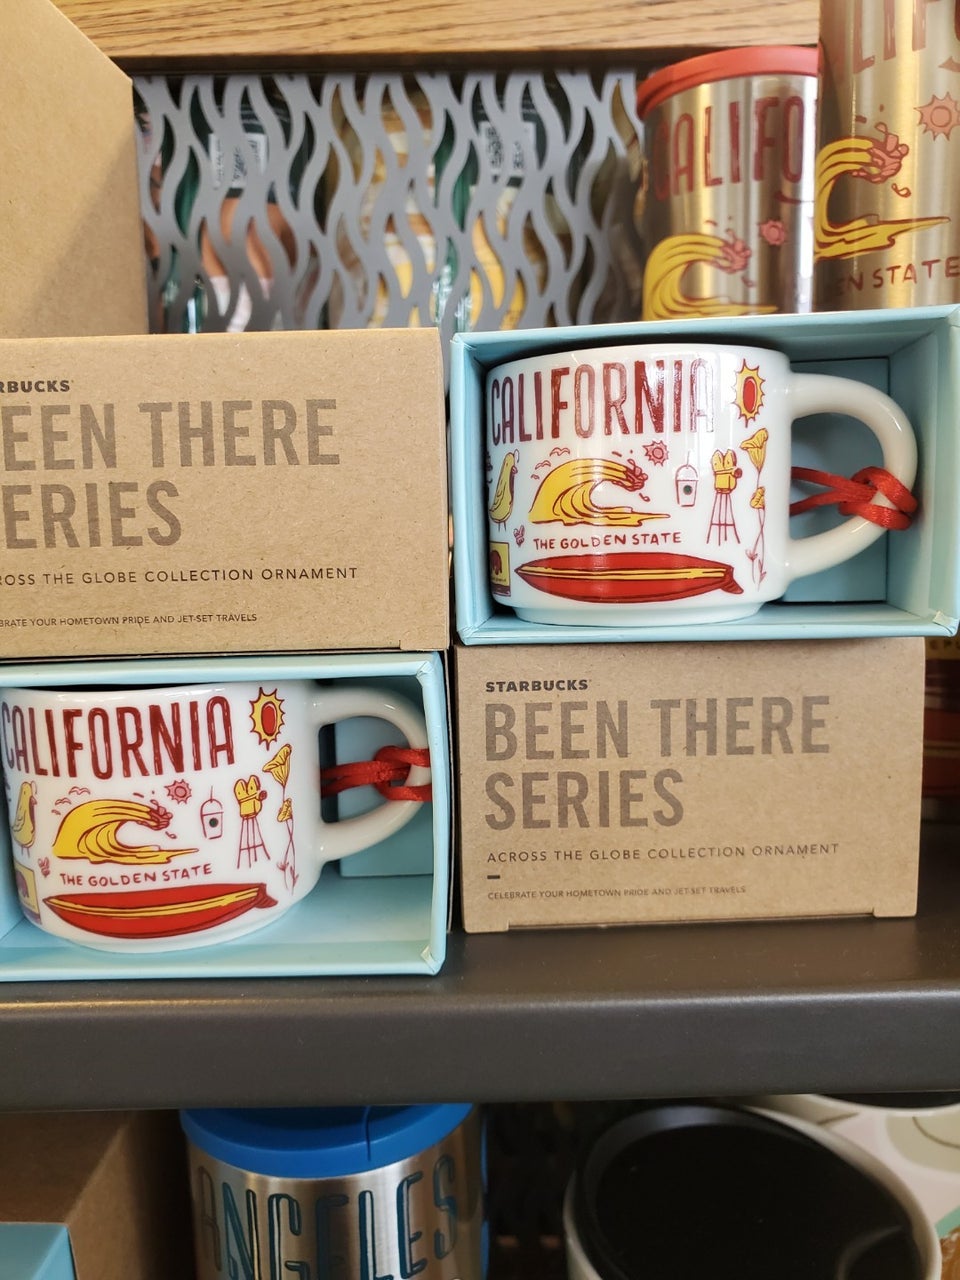 CALIFO
EN STATE
RBUCKS
EEN THERE
ERIES
ROSS THE GLOBE COLLECTION ORNAMENT
BRATE YOUR HOMETOWN PRIDE AND JET-SET TRAVELS
CALIFORNIA
THE GOLDEN STATE
CALIFORNIA
THE GOLDEN STATE
STARBUCKS
BEEN THERE
SERIES
ACROSS THE GLOBE COLLECTION ORNAMENT
CELEBRATE YOUR HOMETOWN PRIDE AND JET-SET TRAVELS
ANGELES